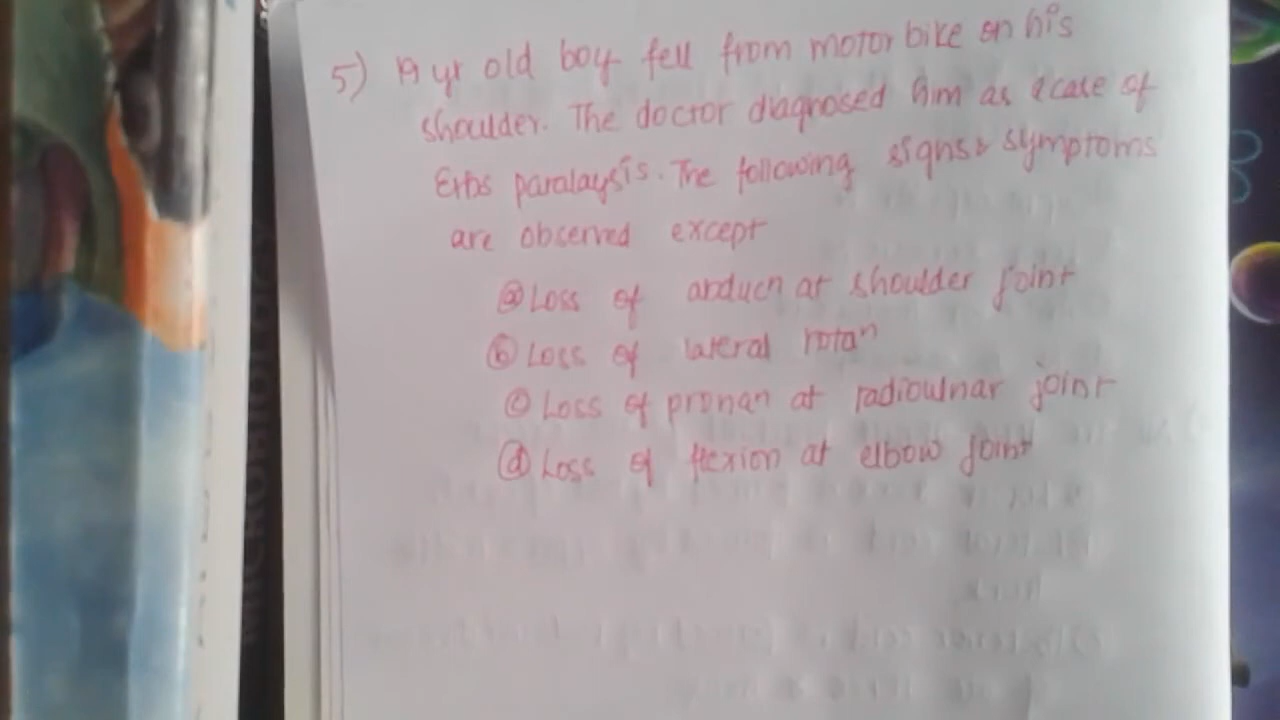 5) 19 yr old boy fell from motor bike on his
shoulder. The doctor diagnosed him as a case of
Erbs paralaysis. The following signs & symptoms
are observed except
ⓐ Loss of abducn at shoulder joint
ⓑ Loss of lateral rotaⁿ
ⓒ Loss of pronan at radioulnar joint
ⓓ Loss of flexion at elbow joint